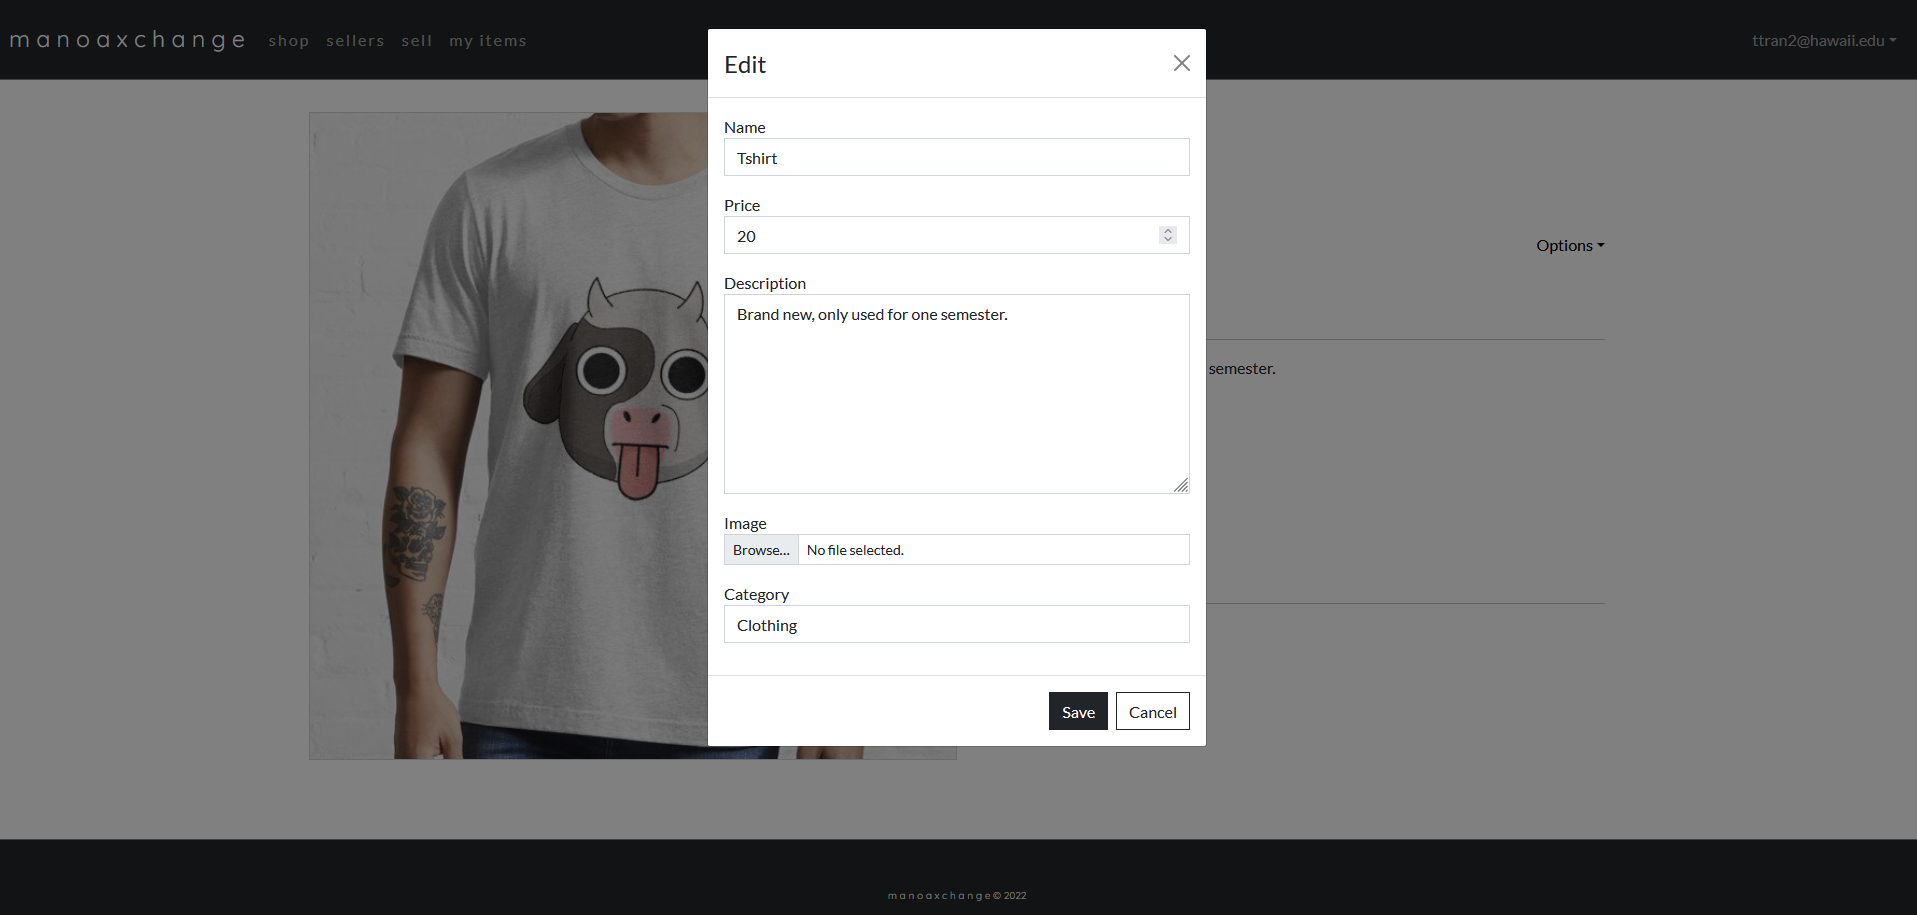 manoaxchange shop sellers sell my items ttran2@hawaii.edu
Edit
Name
Tshirt
Price
20
Options
Description
Brand new, only used for one semester.
semester.
Image
Browse... No file selected.
Category
Clothing
Save Cancel
manoaxchange © 2022